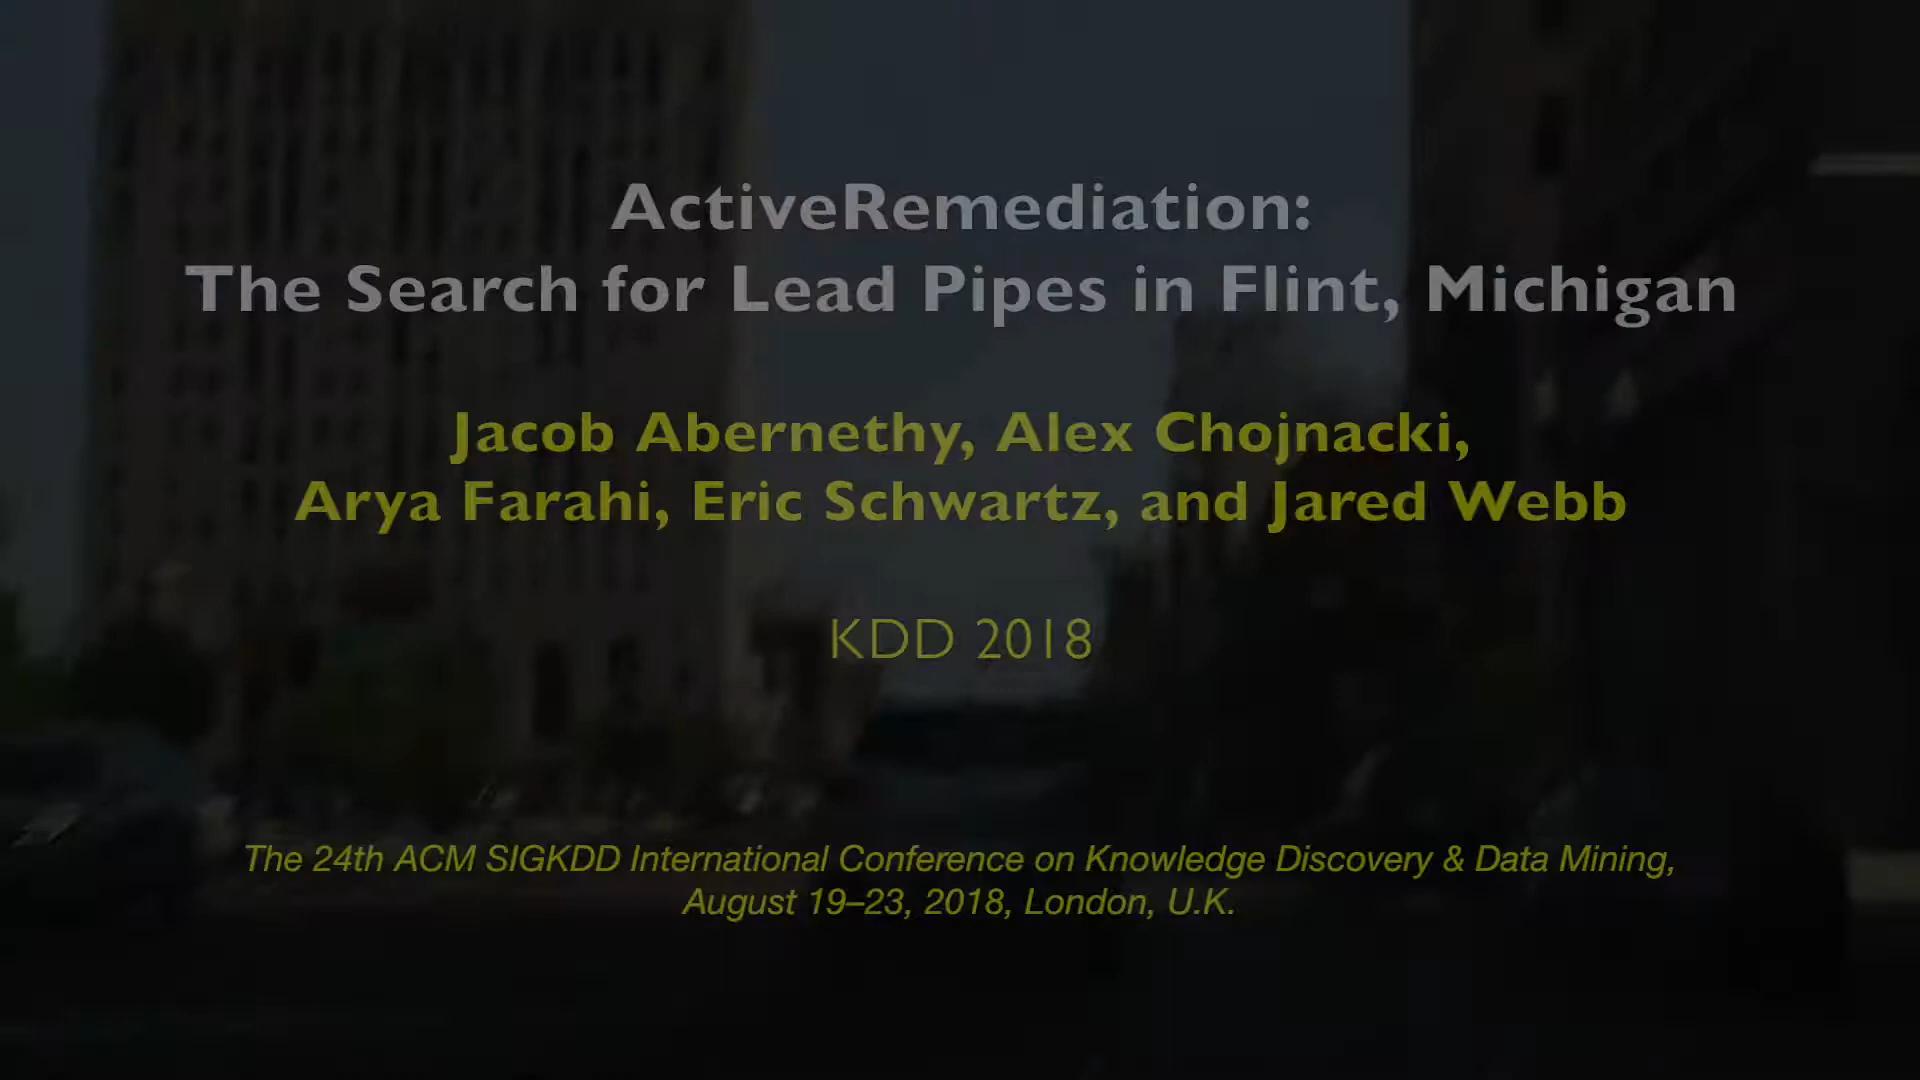 ActiveRemediation:
The Search for Lead Pipes in Flint, Michigan
Jacob Abernethy, Alex Chojnacki,
Arya Farahi, Eric Schwartz, and Jared Webb
KDD 2018
The 24th ACM SIGKDD International Conference on Knowledge Discovery & Data Mining,
August 19–23, 2018, London, U.K.